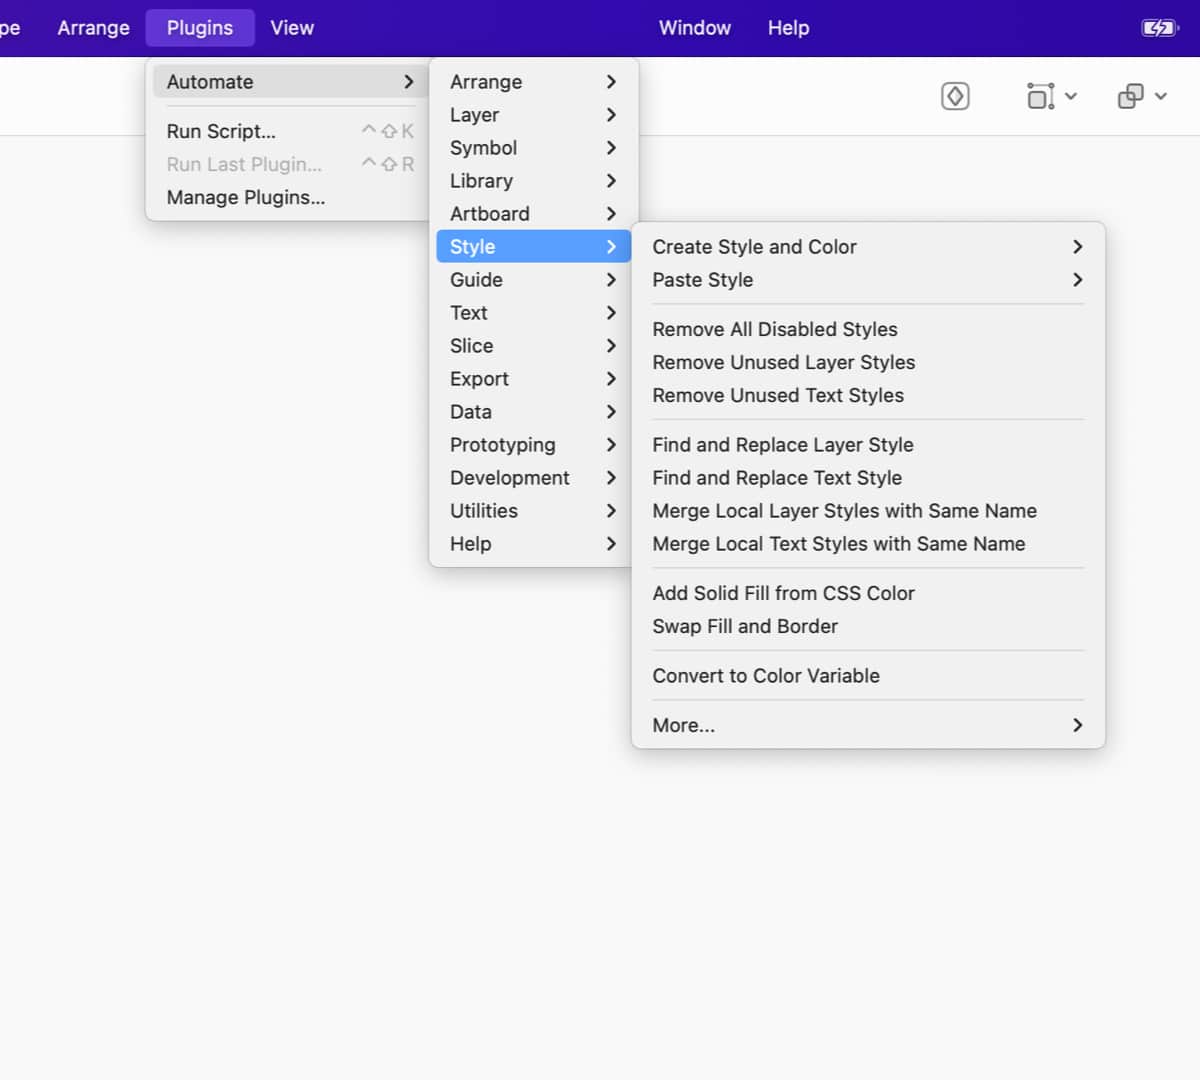 pe Arrange Plugins View Window Help
Automate
Run Script... ^⇧K
Run Last Plugin... ^⇧R
Manage Plugins...
Arrange
Layer
Symbol
Library
Artboard
Style
Guide
Text
Slice
Export
Data
Prototyping
Development
Utilities
Help
Create Style and Color
Paste Style
Remove All Disabled Styles
Remove Unused Layer Styles
Remove Unused Text Styles
Find and Replace Layer Style
Find and Replace Text Style
Merge Local Layer Styles with Same Name
Merge Local Text Styles with Same Name
Add Solid Fill from CSS Color
Swap Fill and Border
Convert to Color Variable
More...